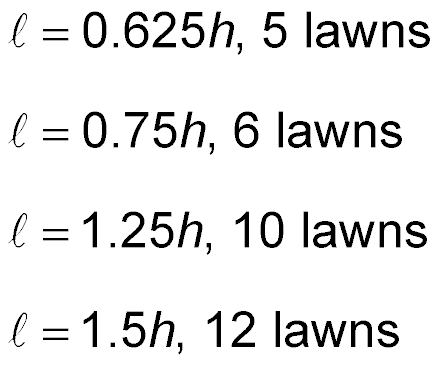 ℓ = 0.625h, 5 lawns
ℓ = 0.75h, 6 lawns
ℓ = 1.25h, 10 lawns
ℓ = 1.5h, 12 lawns